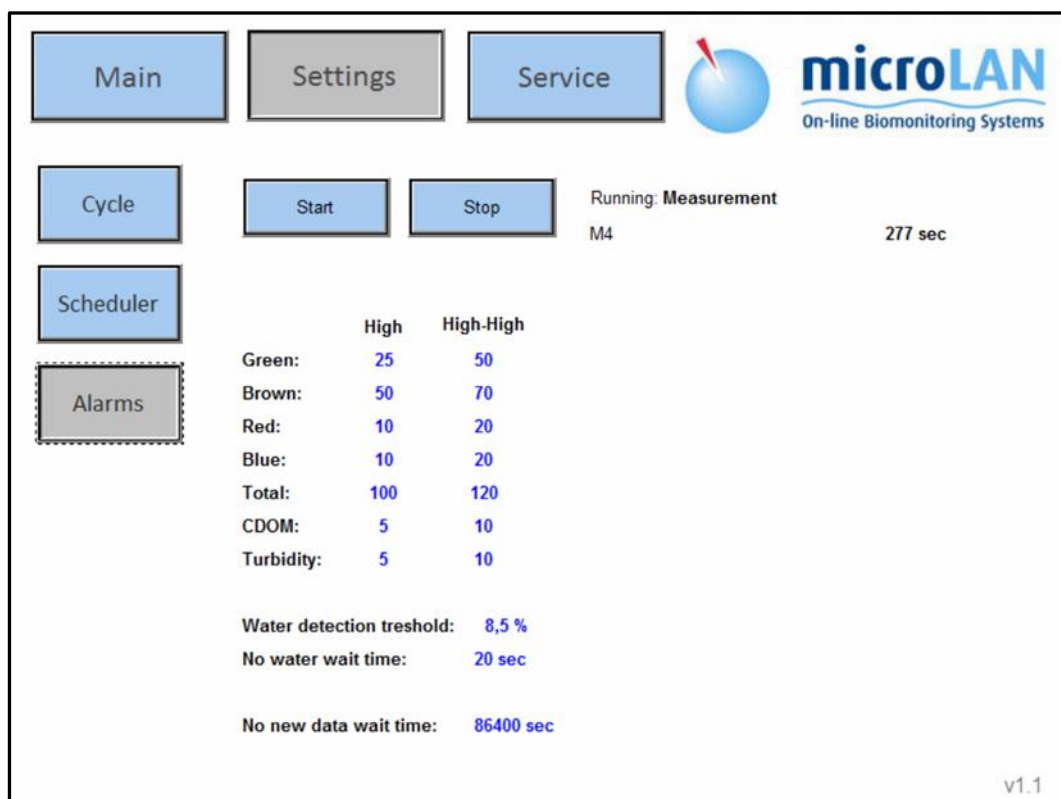 Main Settings Service
microLAN
On-line Biomonitoring Systems
Cycle Start Stop Running: Measurement
M4 277 sec
Scheduler
High High-High
Green: 25 50
Alarms
Brown: 50 70
Red: 10 20
Blue: 10 20
Total: 100 120
CDOM: 5 10
Turbidity: 5 10
Water detection treshold: 8,5 %
No water wait time: 20 sec
No new data wait time: 86400 sec
v1.1